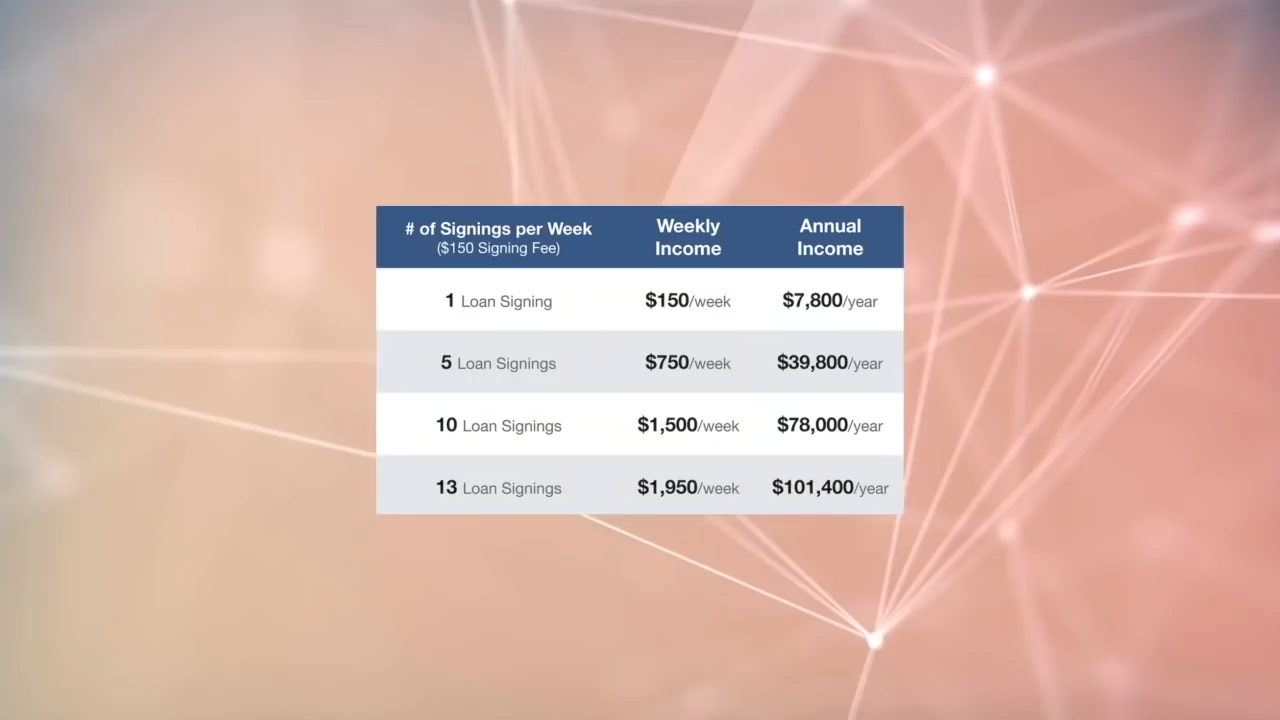 # of Signings per Week Weekly Annual
($150 Signing Fee) Income Income
1 Loan Signing $150/week $7,800/year
5 Loan Signings $750/week $39,800/year
10 Loan Signings $1,500/week $78,000/year
13 Loan Signings $1,950/week $101,400/year